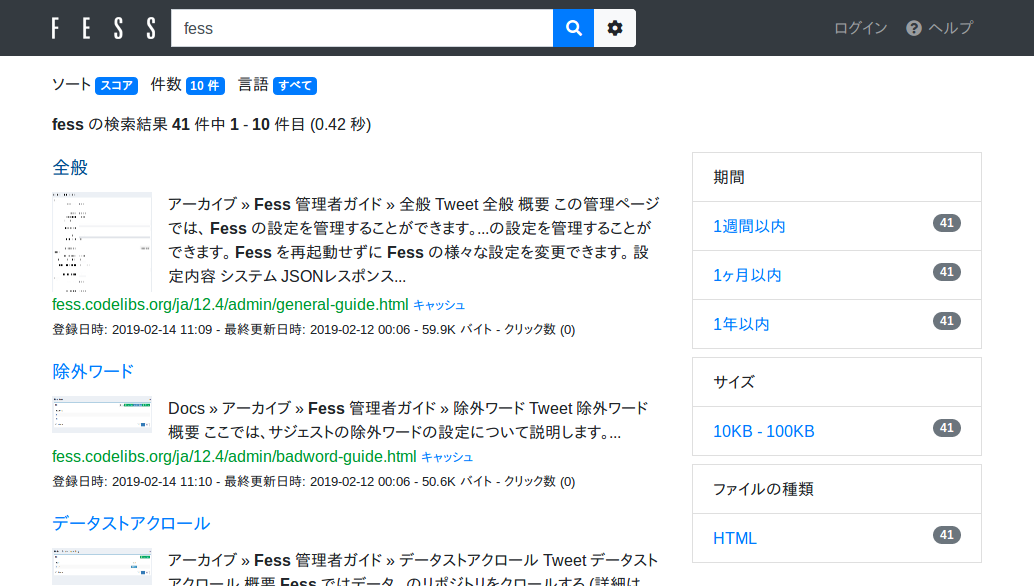 FESS
fess
ログイン
ヘルプ
ソート スコア 件数 10 件 言語 すべて
fess の検索結果 41 件中 1 - 10 件目 (0.42 秒)
全般
アーカイブ » Fess 管理者ガイド » 全般 Tweet 全般 概要 この管理ページ
では、Fess の設定を管理することができます。...の設定を管理することが
できます。 Fess を再起動せずに Fess の様々な設定を変更できます。 設
定内容 システム JSONレスポンス...
fess.codelibs.org/ja/12.4/admin/general-guide.html キャッシュ
登録日時: 2019-02-14 11:09 - 最終更新日時: 2019-02-12 00:06 - 59.9K バイト - クリック数 (0)
除外ワード
Docs » アーカイブ » Fess 管理者ガイド » 除外ワード Tweet 除外ワード
概要 ここでは、サジェストの除外ワードの設定について説明します。...
fess.codelibs.org/ja/12.4/admin/badword-guide.html キャッシュ
登録日時: 2019-02-14 11:10 - 最終更新日時: 2019-02-12 00:06 - 50.6K バイト - クリック数 (0)
データストアクロール
アーカイブ » Fess 管理者ガイド » データストアクロール Tweet データスト
アクロール 概要 Fess ではデータ...のリポジトリをクロールする (詳細は
期間
1週間以内 41
1ヶ月以内 41
1年以内 41
サイズ
10KB - 100KB 41
ファイルの種類
HTML 41